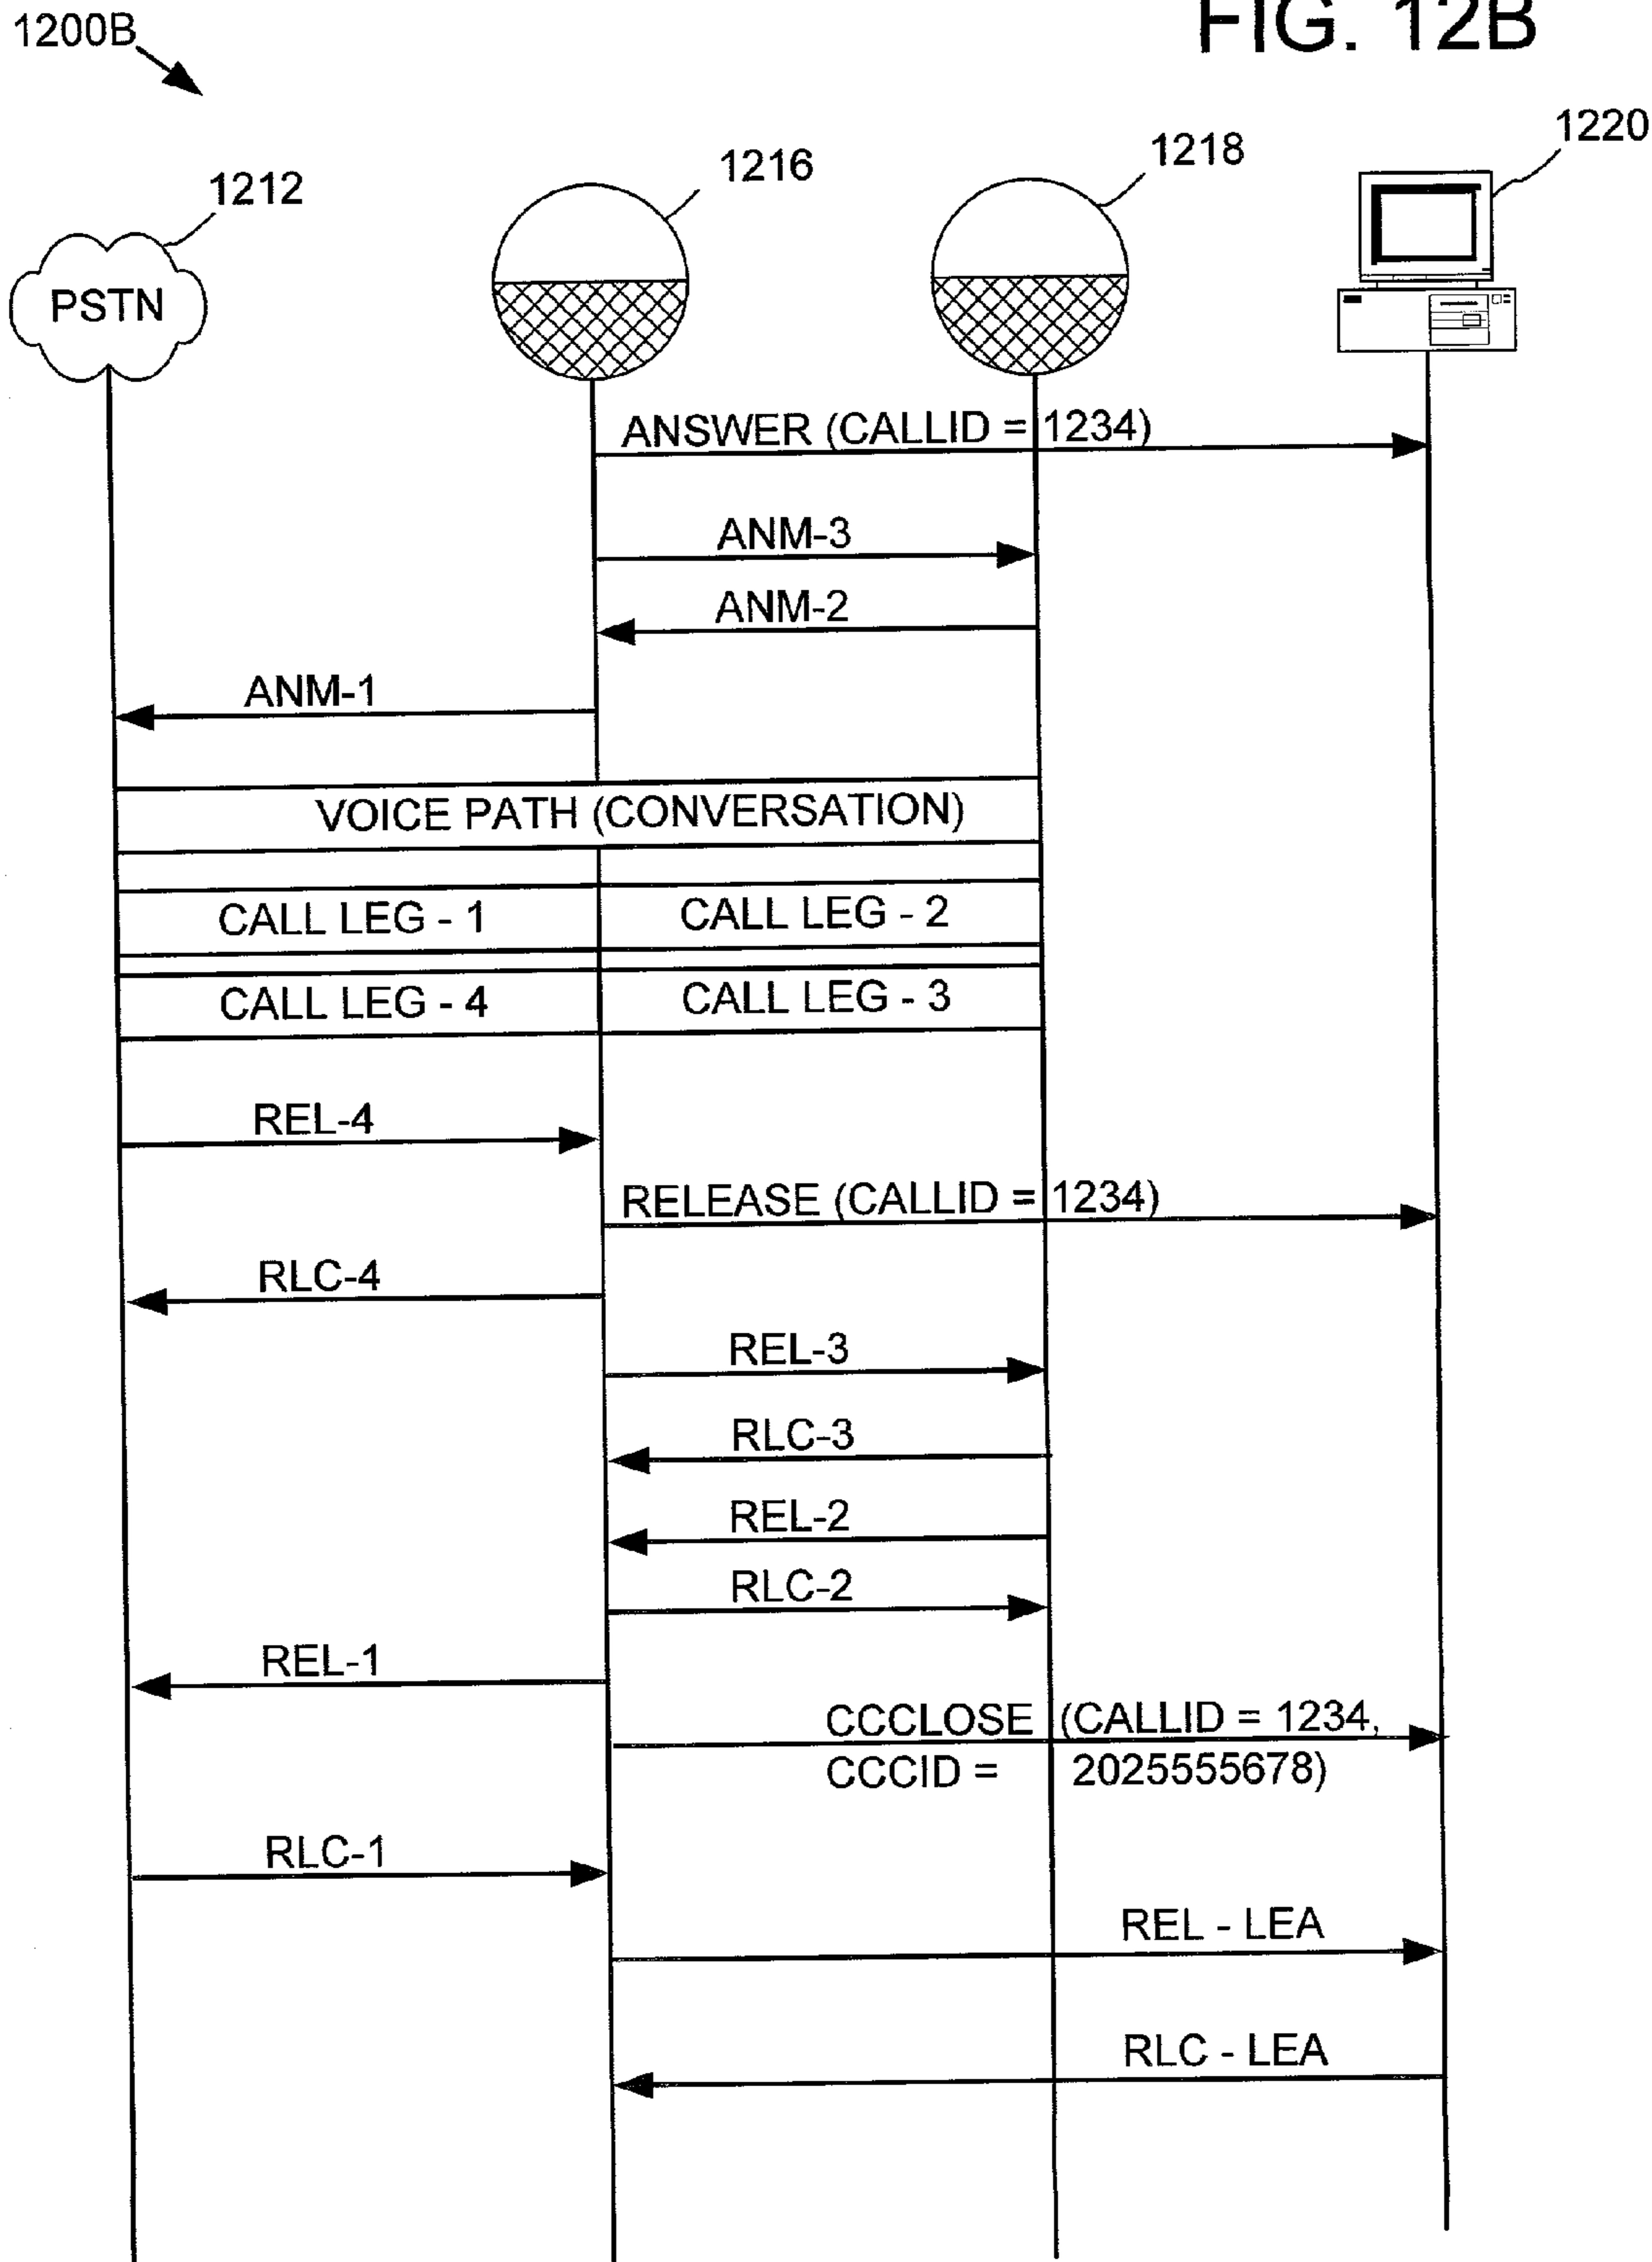 FIG. 12B
1200B
1220
1218
1216
1212
PSTN
ANSWER (CALLID = 1234)
ANM-3
ANM-2
ANM-1
VOICE PATH (CONVERSATION)
CALL LEG - 1 CALL LEG - 2
CALL LEG - 4 CALL LEG - 3
REL-4
RELEASE (CALLID = 1234)
RLC-4
REL-3
RLC-3
REL-2
RLC-2
REL-1
CCCLOSE (CALLID = 1234,
CCCID = 2025555678)
RLC-1
REL - LEA
RLC - LEA